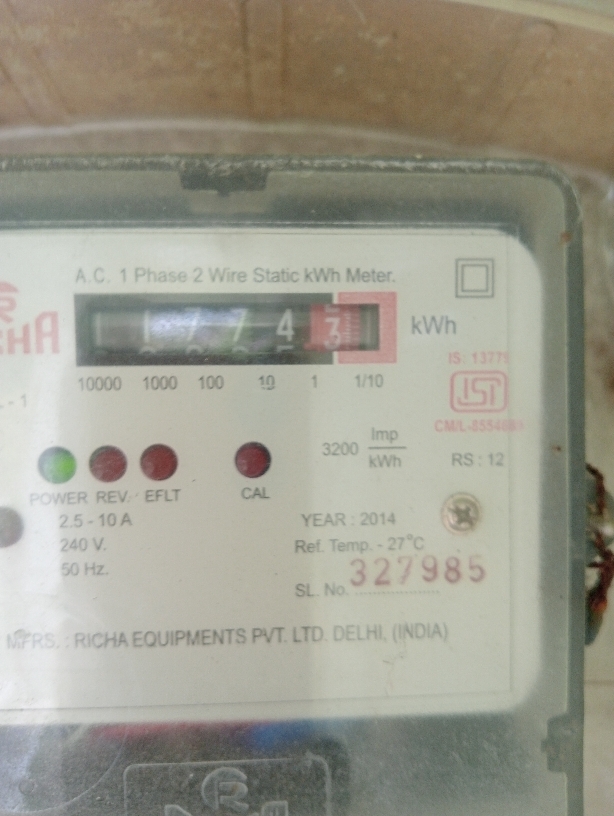 A.C. 1 Phase 2 Wire Static kWh Meter.
1 7 7 4 3
kWh
10000 1000 100 10 1 1/10
IS: 1377
ISI
CM/L-85546
3200 Imp
kWh
RS : 12
POWER REV. EFLT CAL
2.5 - 10 A
240 V.
50 Hz.
YEAR : 2014
Ref. Temp. - 27°C
SL. No. 327985
MFRS. : RICHA EQUIPMENTS PVT. LTD. DELHI, (INDIA)